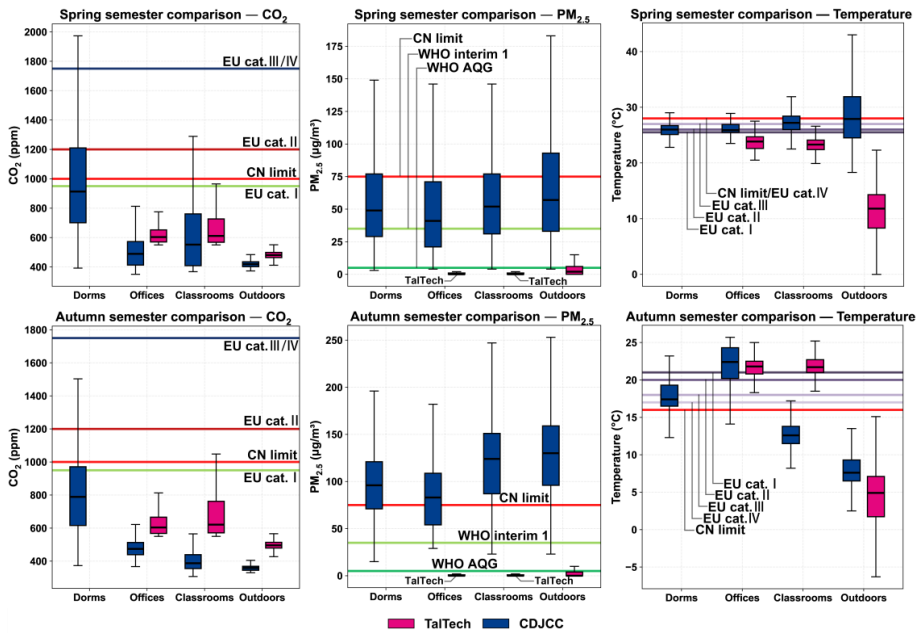 Spring semester comparison — CO2
CO2 (ppm)
2000
1800
1600
1400
1200
1000
800
600
400
EU cat. III/IV
EU cat. II
CN limit
EU cat. I
Dorms Offices Classrooms Outdoors
Spring semester comparison — PM2.5
PM2.5 (µg/m³)
175
150
125
100
75
50
25
0
CN limit
WHO interim 1
WHO AQG
TalTech TalTech
Dorms Offices Classrooms Outdoors
Spring semester comparison — Temperature
Temperature (°C)
40
30
20
10
0
CN limit/EU cat. IV
EU cat. III
EU cat. II
EU cat. I
Dorms Offices Classrooms Outdoors
Autumn semester comparison — CO2
CO2 (ppm)
1800
1600
1400
1200
1000
800
600
400
EU cat. III/IV
EU cat. II
CN limit
EU cat. I
Dorms Offices Classrooms Outdoors
Autumn semester comparison — PM2.5
PM2.5 (µg/m³)
250
200
150
100
50
0
CN limit
WHO interim 1
WHO AQG
TalTech TalTech
Dorms Offices Classrooms Outdoors
Autumn semester comparison — Temperature
Temperature (°C)
25
20
15
10
5
0
−5
EU cat. I
EU cat. II
EU cat. III
EU cat. IV
CN limit
Dorms Offices Classrooms Outdoors
TalTech CDJCC